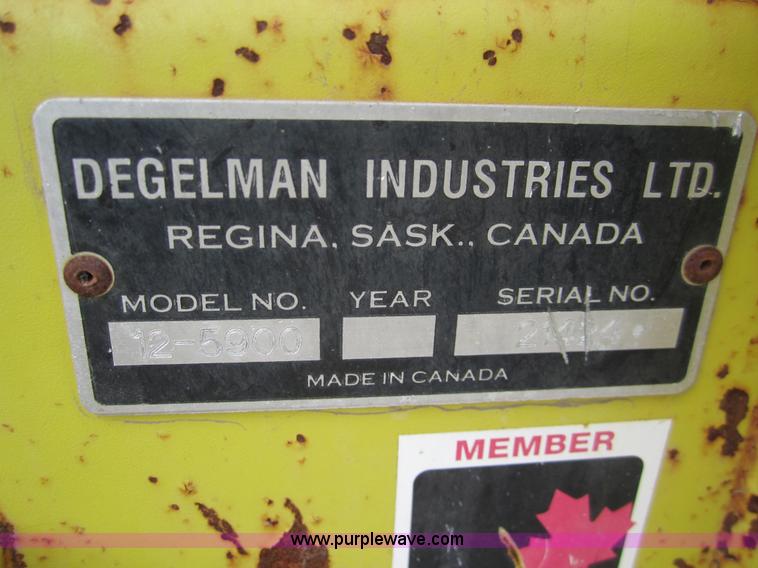 DEGELMAN INDUSTRIES LTD.
REGINA, SASK., CANADA
MODEL NO. YEAR SERIAL NO.
12-5900
MADE IN CANADA
MEMBER
www.purplewave.com